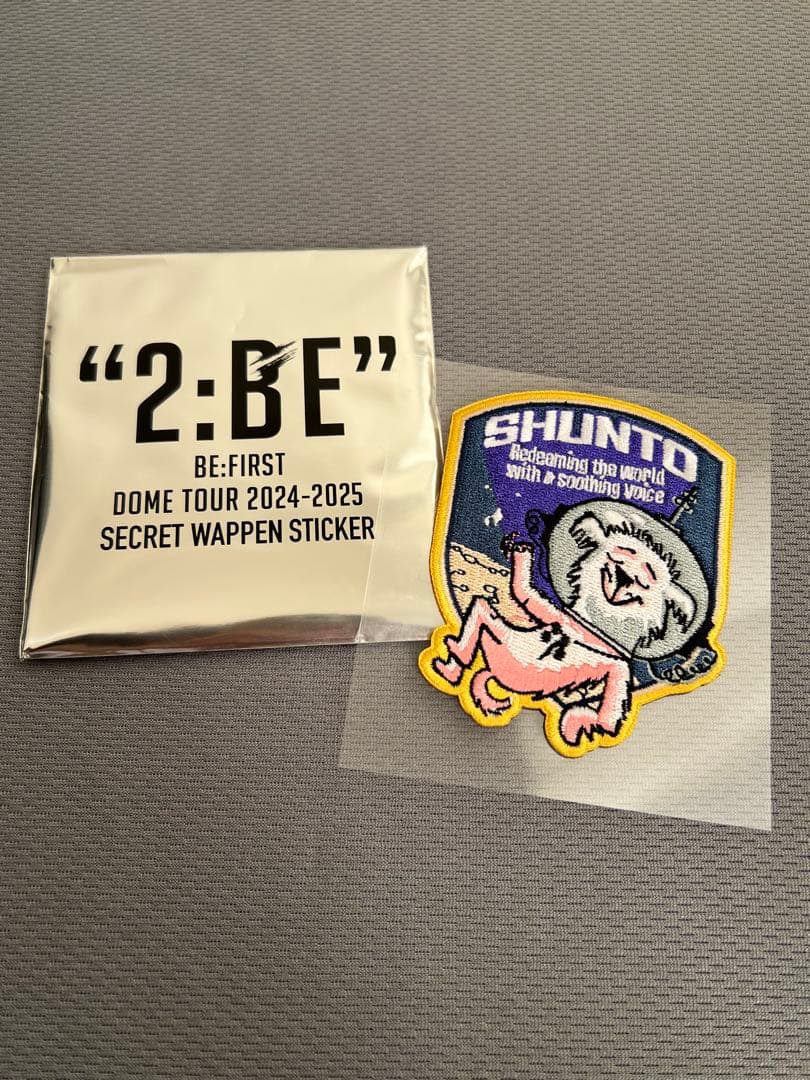 “2:BE”
BE:FIRST
DOME TOUR 2024-2025
SECRET WAPPEN STICKER
SHUNTO
Redeeming the world
with a soothing voice